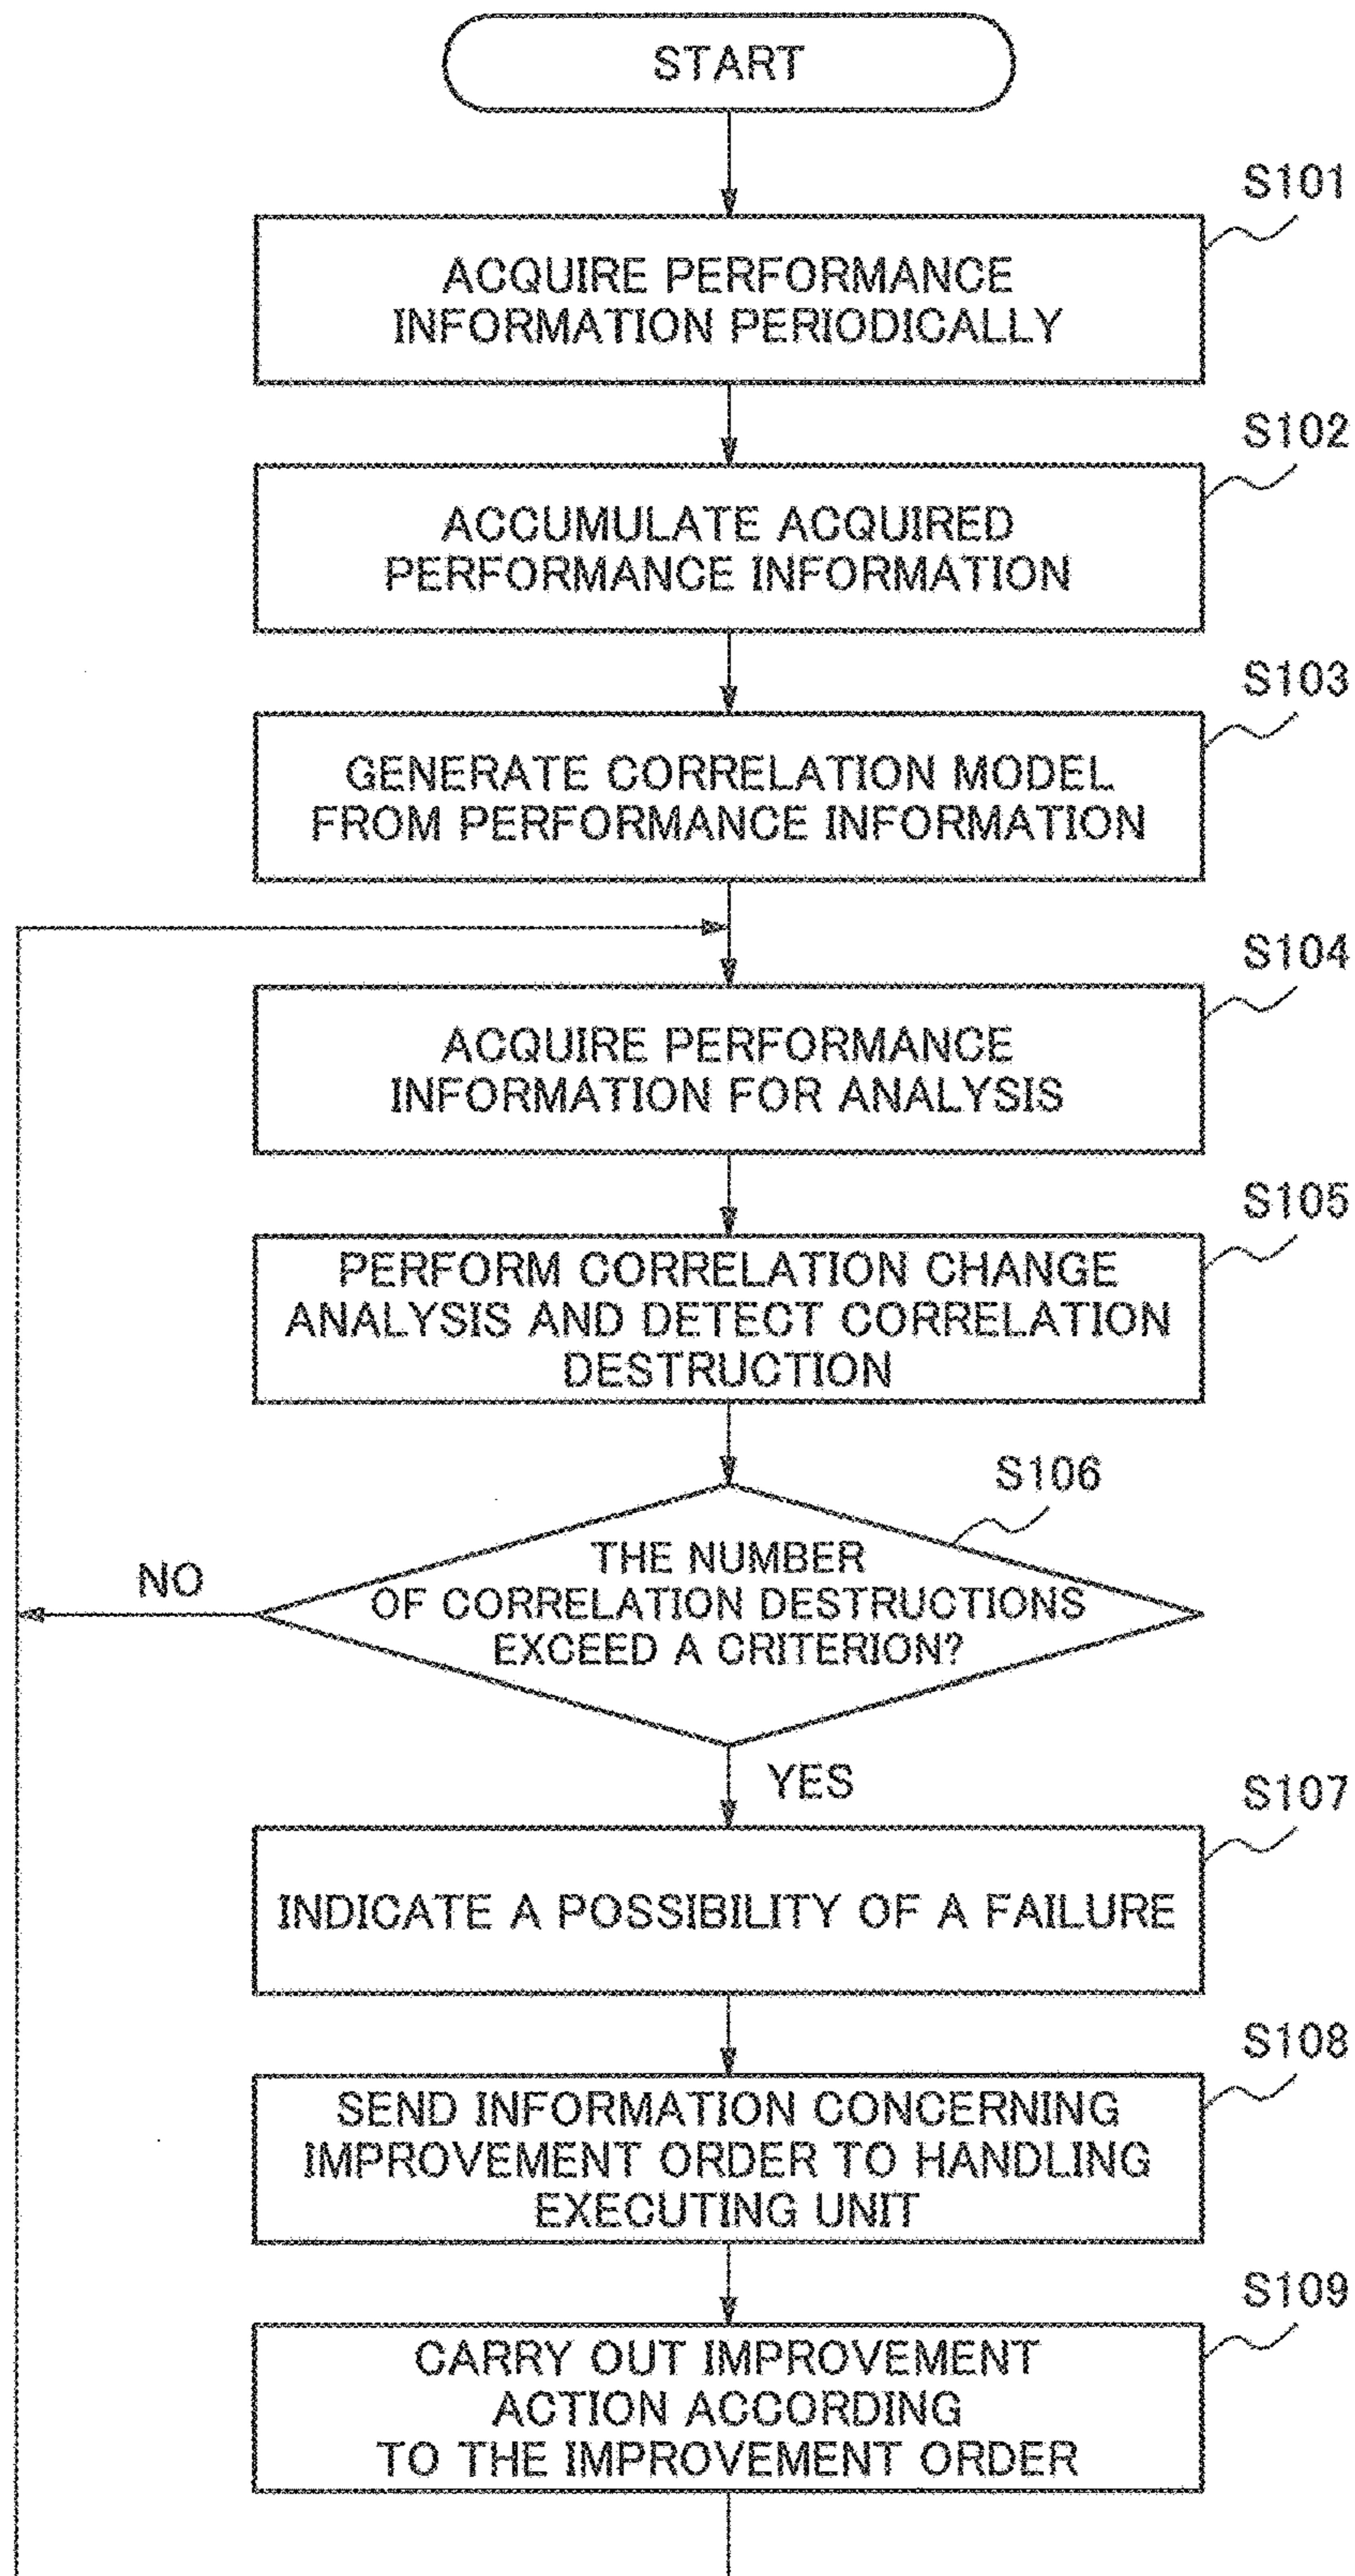 START
S101
ACQUIRE PERFORMANCE
INFORMATION PERIODICALLY
S102
ACCUMULATE ACQUIRED
PERFORMANCE INFORMATION
S103
GENERATE CORRELATION MODEL
FROM PERFORMANCE INFORMATION
S104
ACQUIRE PERFORMANCE
INFORMATION FOR ANALYSIS
S105
PERFORM CORRELATION CHANGE
ANALYSIS AND DETECT CORRELATION
DESTRUCTION
S106
THE NUMBER
OF CORRELATION DESTRUCTIONS
EXCEED A CRITERION?
NO
YES
S107
INDICATE A POSSIBILITY OF A FAILURE
S108
SEND INFORMATION CONCERNING
IMPROVEMENT ORDER TO HANDLING
EXECUTING UNIT
S109
CARRY OUT IMPROVEMENT
ACTION ACCORDING
TO THE IMPROVEMENT ORDER